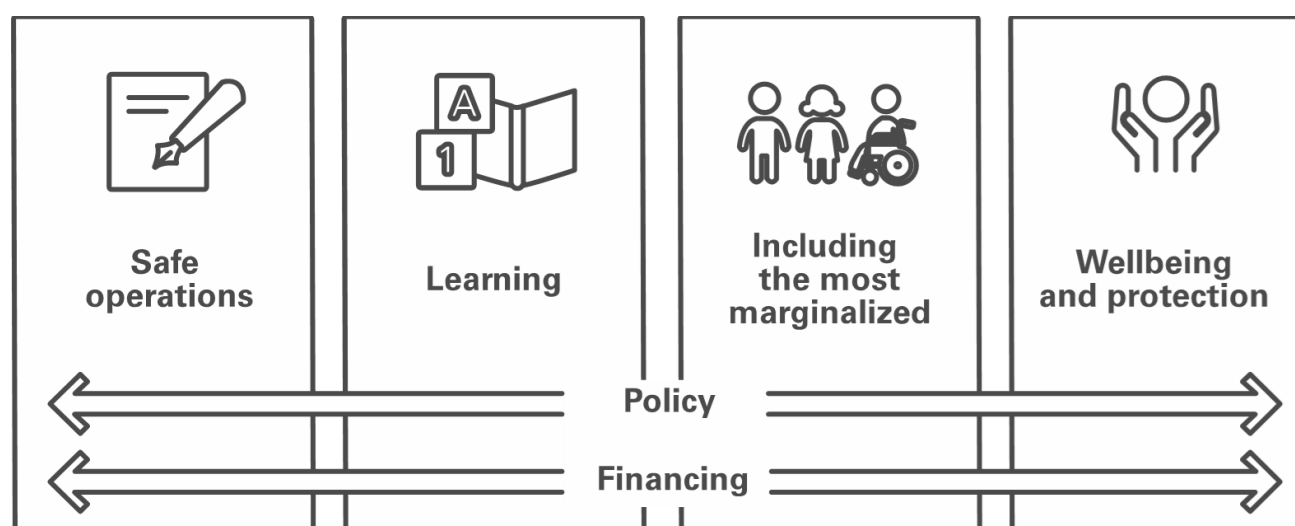 A
1
Safe
operations
Learning
Including
the most
marginalized
Wellbeing
and protection
Policy
Financing